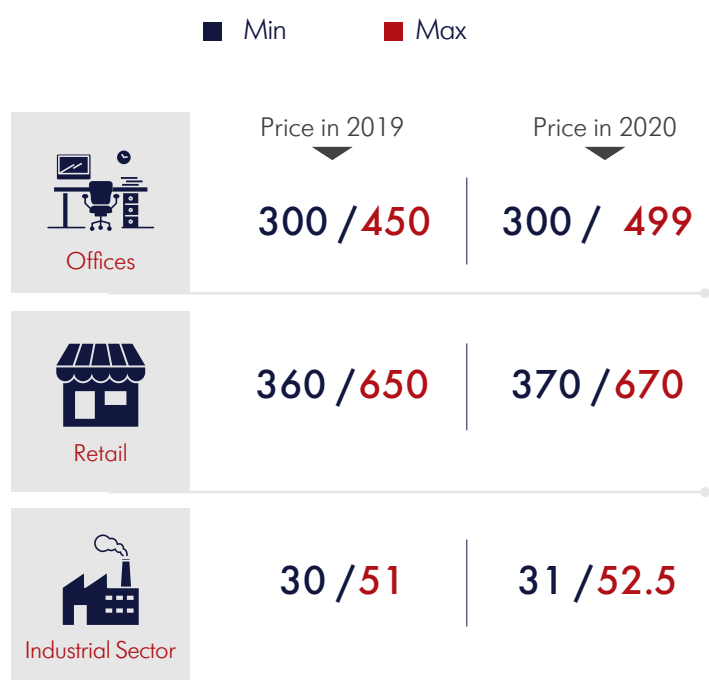 Min Max
Price in 2019 Price in 2020
300 / 450 300 / 499
Offices
360 / 650 370 / 670
Retail
30 / 51 31 / 52.5
Industrial Sector